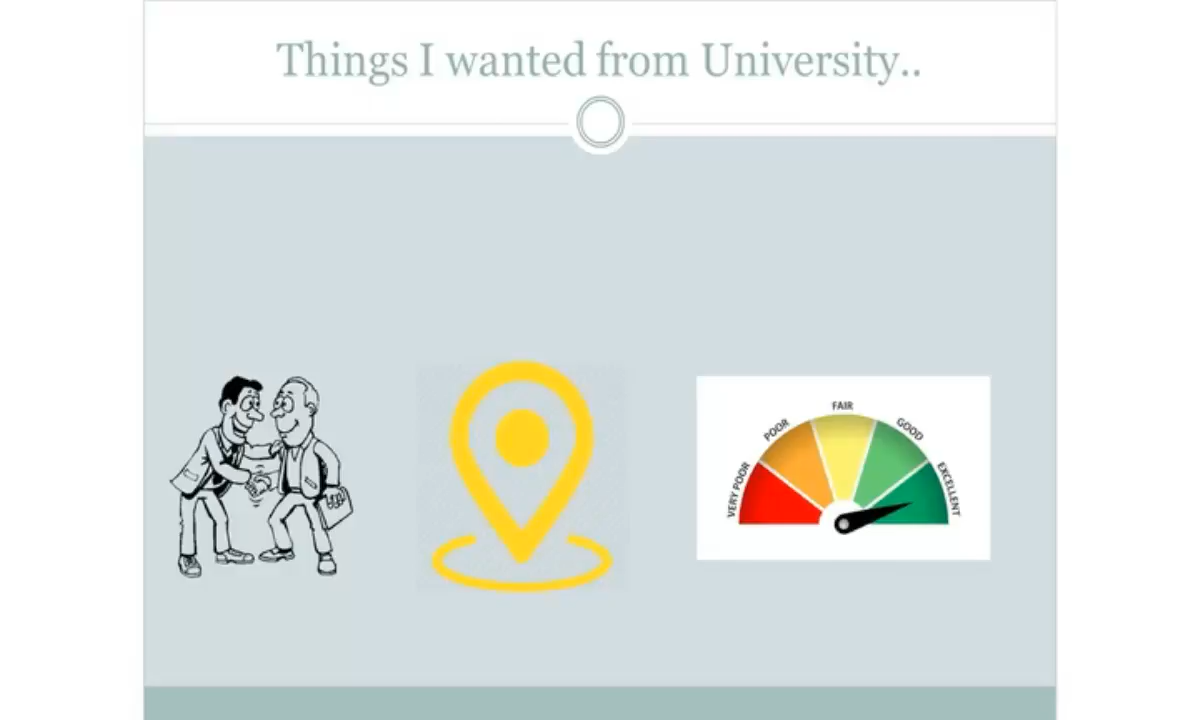 Things I wanted from University..
VERY POOR
POOR
FAIR
GOOD
EXCELLENT